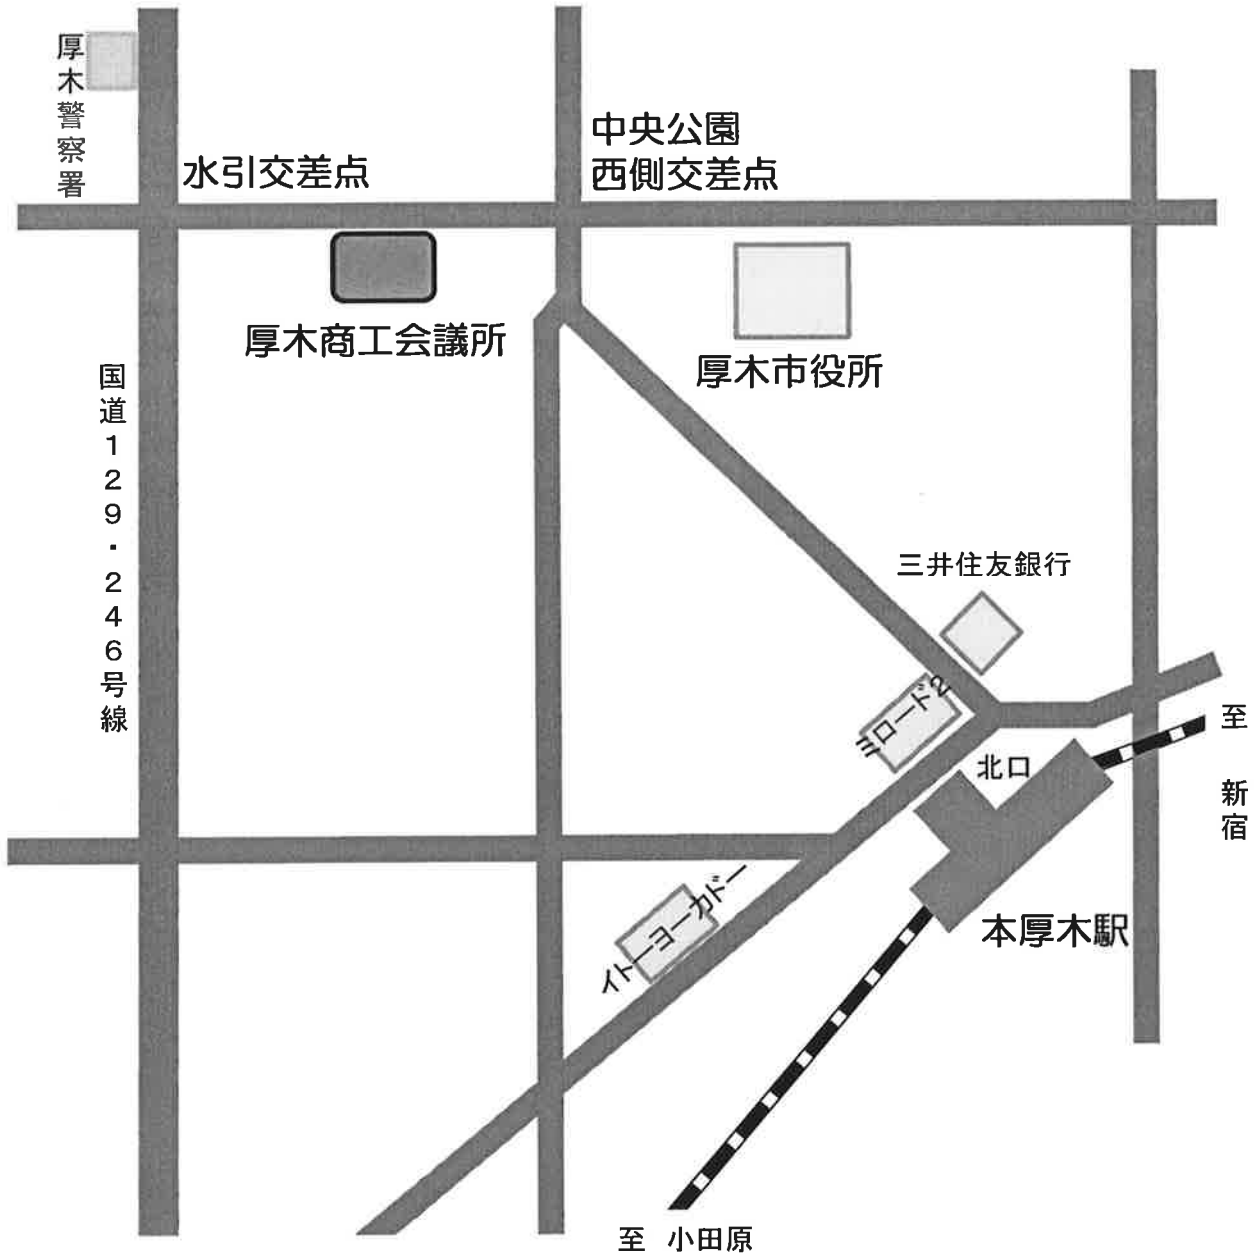 厚木警察署
中央公園
西側交差点
水引交差点
厚木商工会議所
厚木市役所
国道129・246号線
三井住友銀行
ミロード2
北口
至 新宿
本厚木駅
イトーヨーカドー
至 小田原